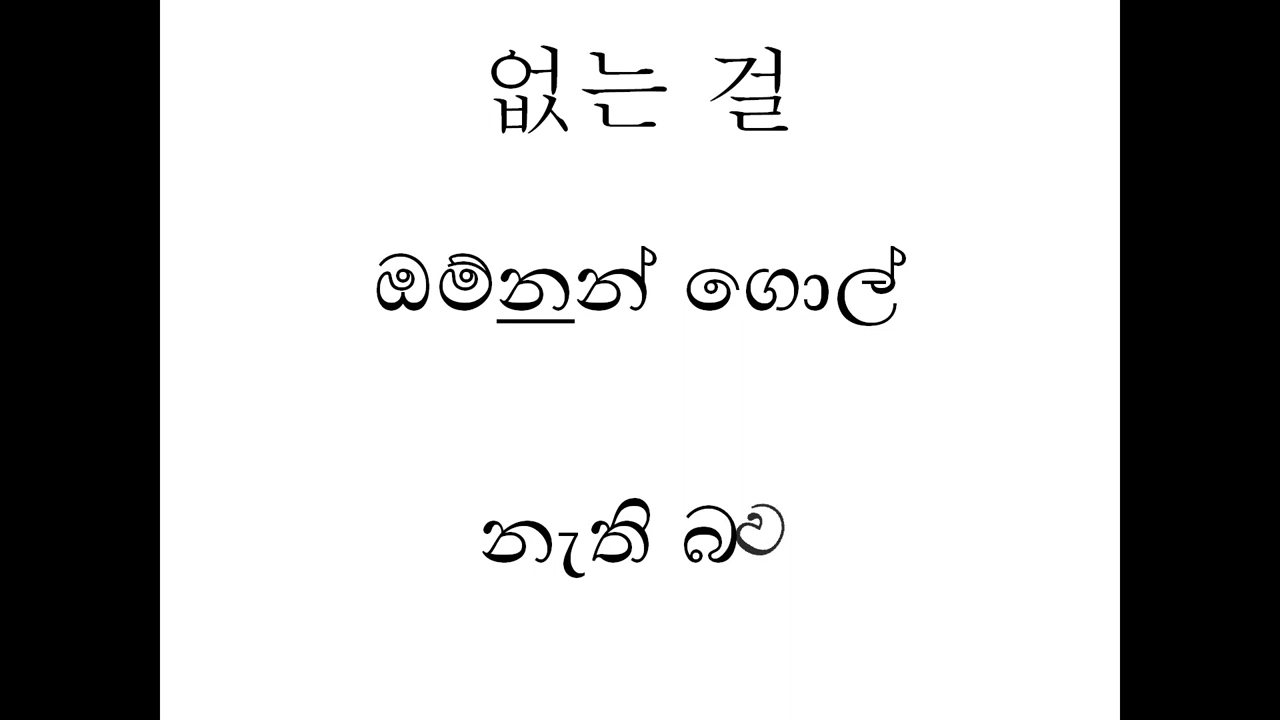 없는 걸
ඔම්නන් ගොල්
නැති බව